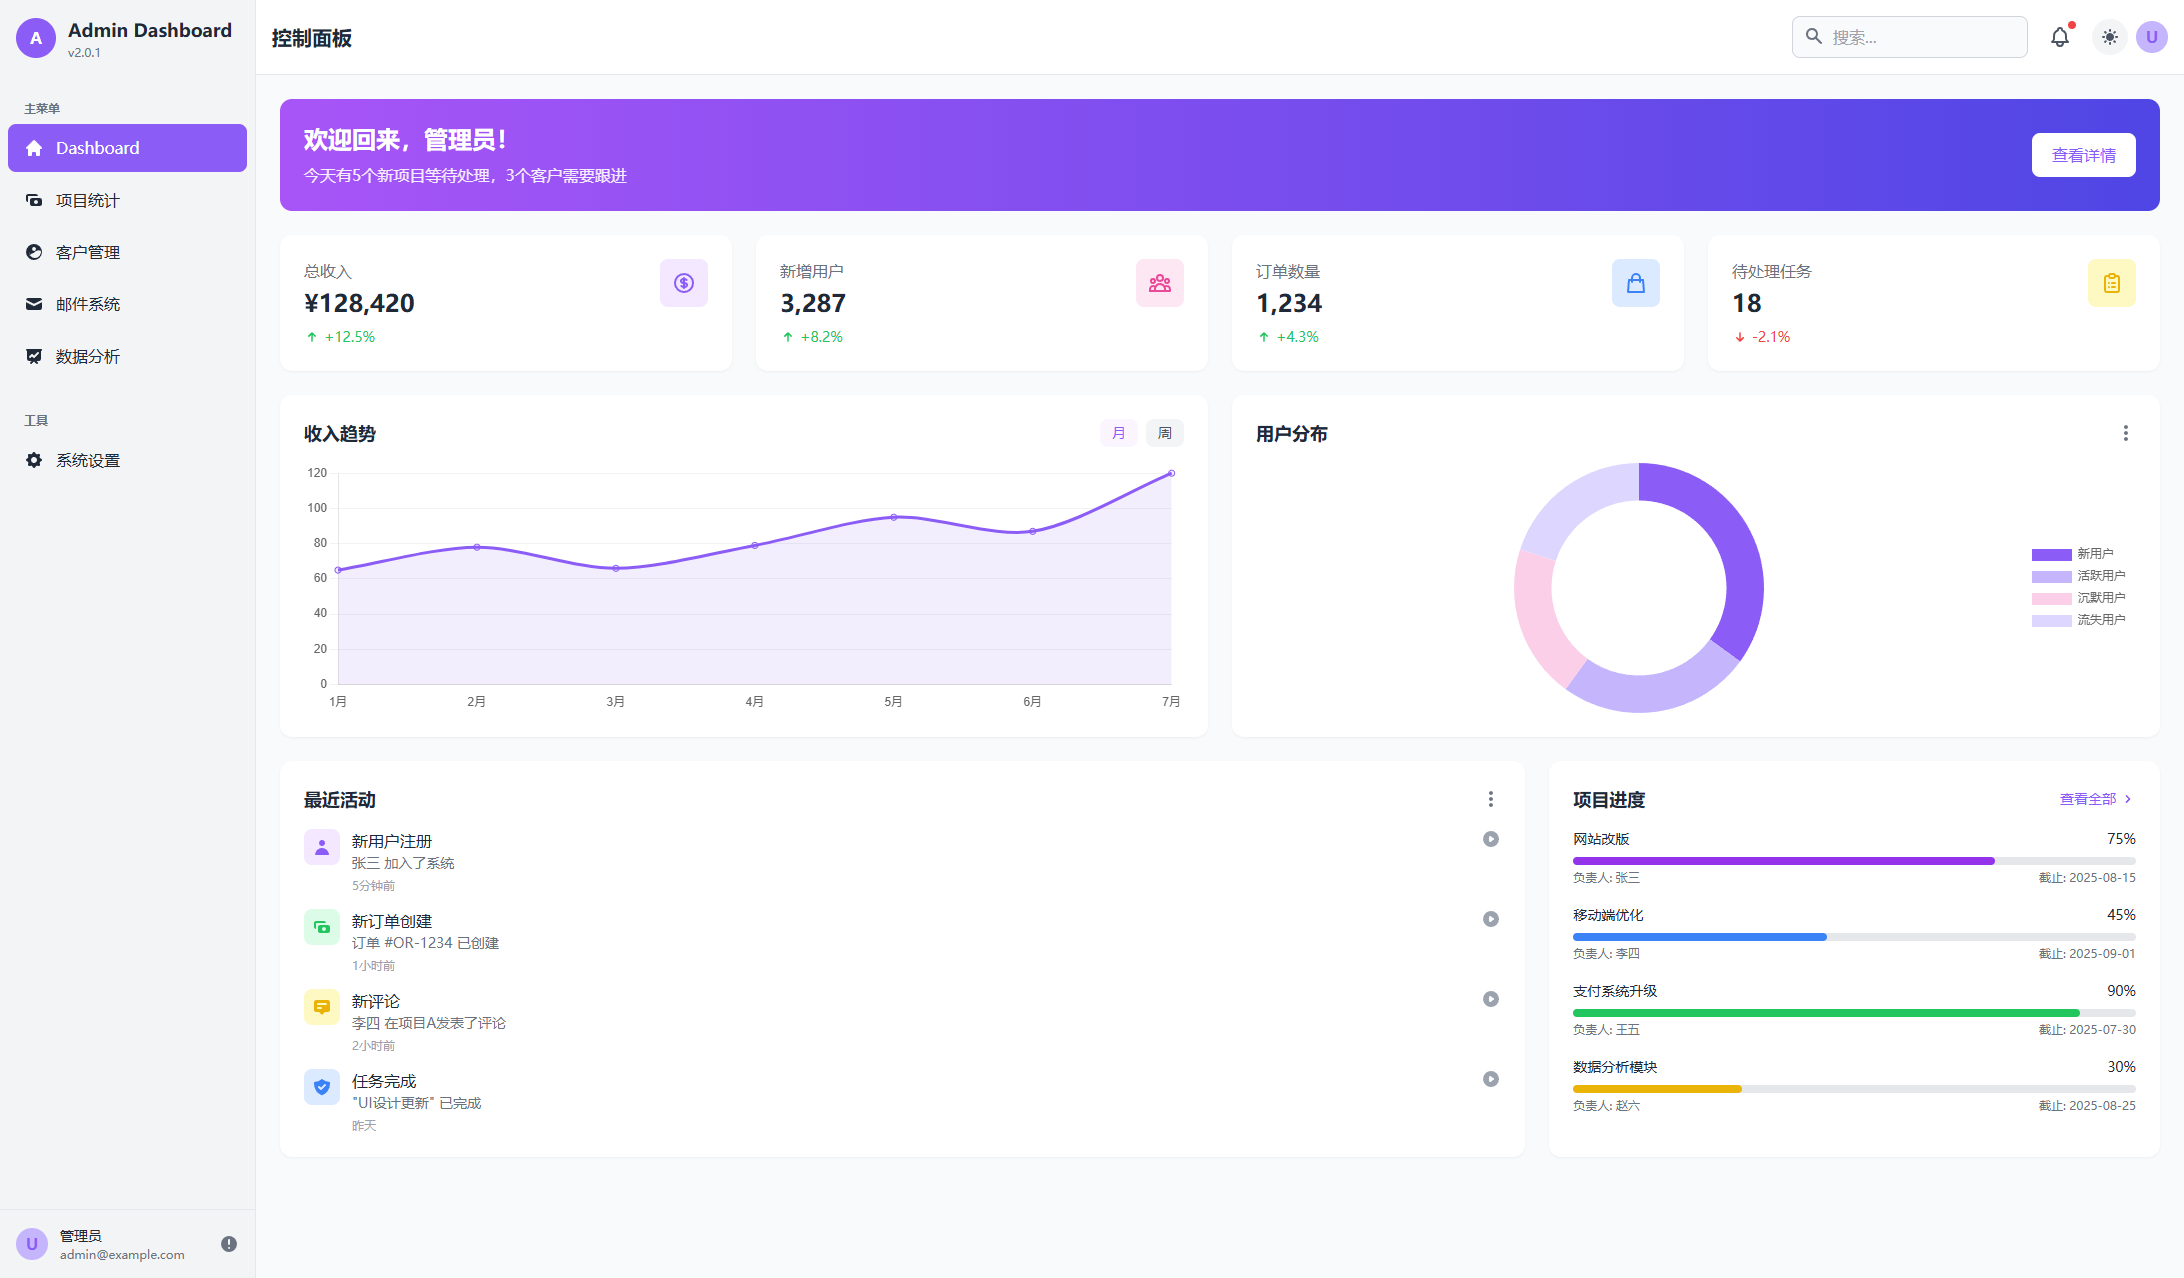 A
Admin Dashboard
v2.0.1
主菜单
Dashboard
项目统计
客户管理
邮件系统
数据分析
工具
系统设置
U
管理员
admin@example.com
控制面板
搜索...
U
欢迎回来，管理员！
今天有5个新项目等待处理，3个客户需要跟进
查看详情
总收入
¥128,420
+12.5%
新增用户
3,287
+8.2%
订单数量
1,234
+4.3%
待处理任务
18
-2.1%
收入趋势
月
周
120
100
80
60
40
20
0
1月
2月
3月
4月
5月
6月
7月
用户分布
新用户
活跃用户
沉默用户
流失用户
最近活动
新用户注册
张三 加入了系统
5分钟前
新订单创建
订单 #OR-1234 已创建
1小时前
新评论
李四 在项目A发表了评论
2小时前
任务完成
"UI设计更新" 已完成
昨天
项目进度
查看全部
网站改版
75%
负责人: 张三
截止: 2025-08-15
移动端优化
45%
负责人: 李四
截止: 2025-09-01
支付系统升级
90%
负责人: 王五
截止: 2025-07-30
数据分析模块
30%
负责人: 赵六
截止: 2025-08-25